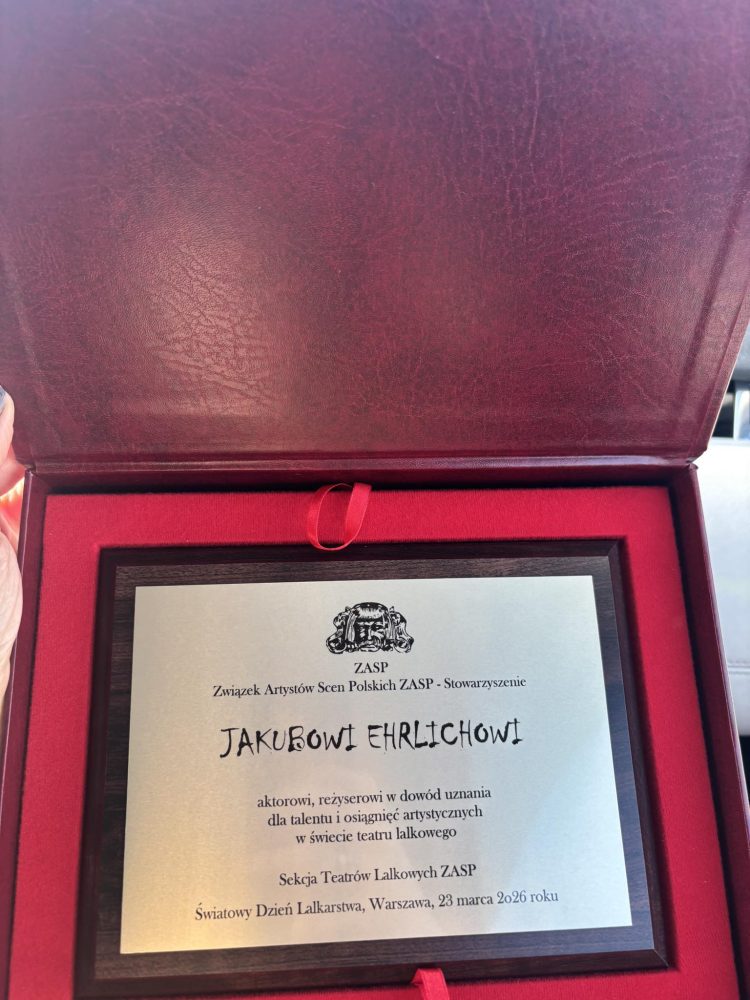 ZASP
Związek Artystów Scen Polskich ZASP - Stowarzyszenie
JAKUBOWI EHRLICHOWI
aktorowi, reżyserowi w dowód uznania
dla talentu i osiągnięć artystycznych
w świecie teatru lalkowego
Sekcja Teatrów Lalkowych ZASP
Światowy Dzień Lalkarstwa, Warszawa, 23 marca 2026 roku